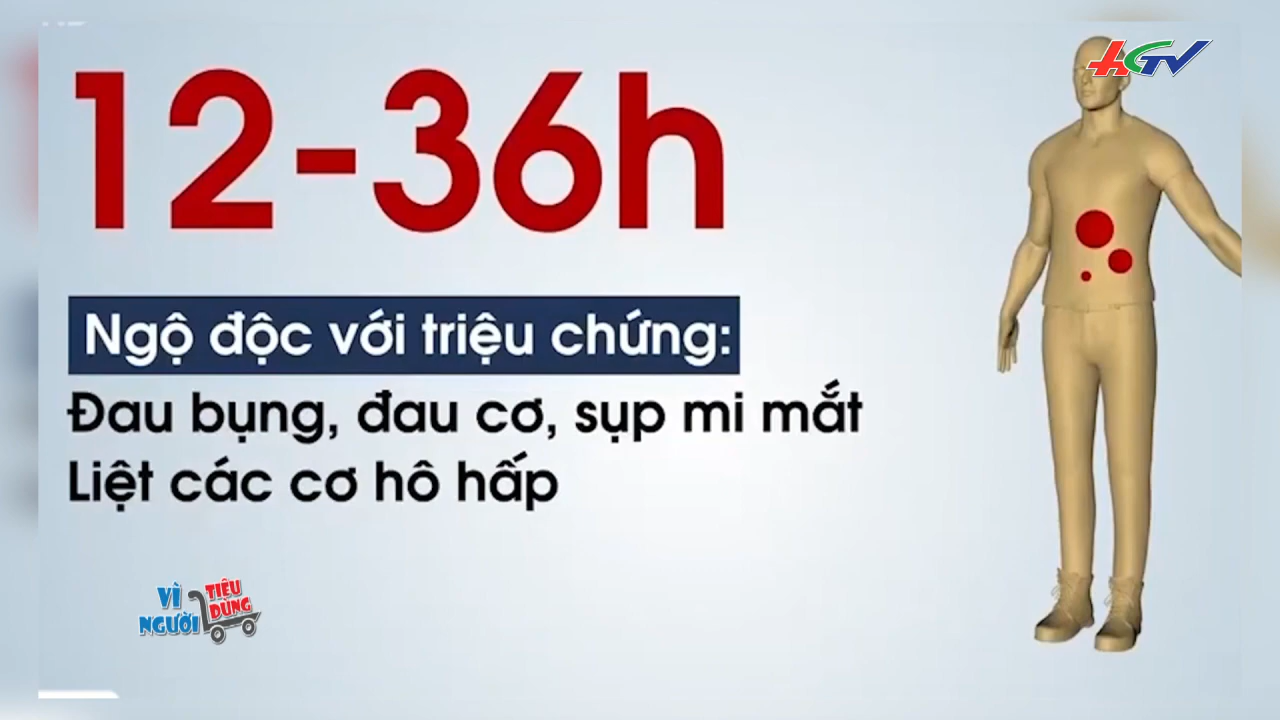 HGTV
12-36h
Ngộ độc với triệu chứng:
Đau bụng, đau cơ, sụp mi mắt
Liệt các cơ hô hấp
VÌ NGƯỜI
TIÊU DÙNG